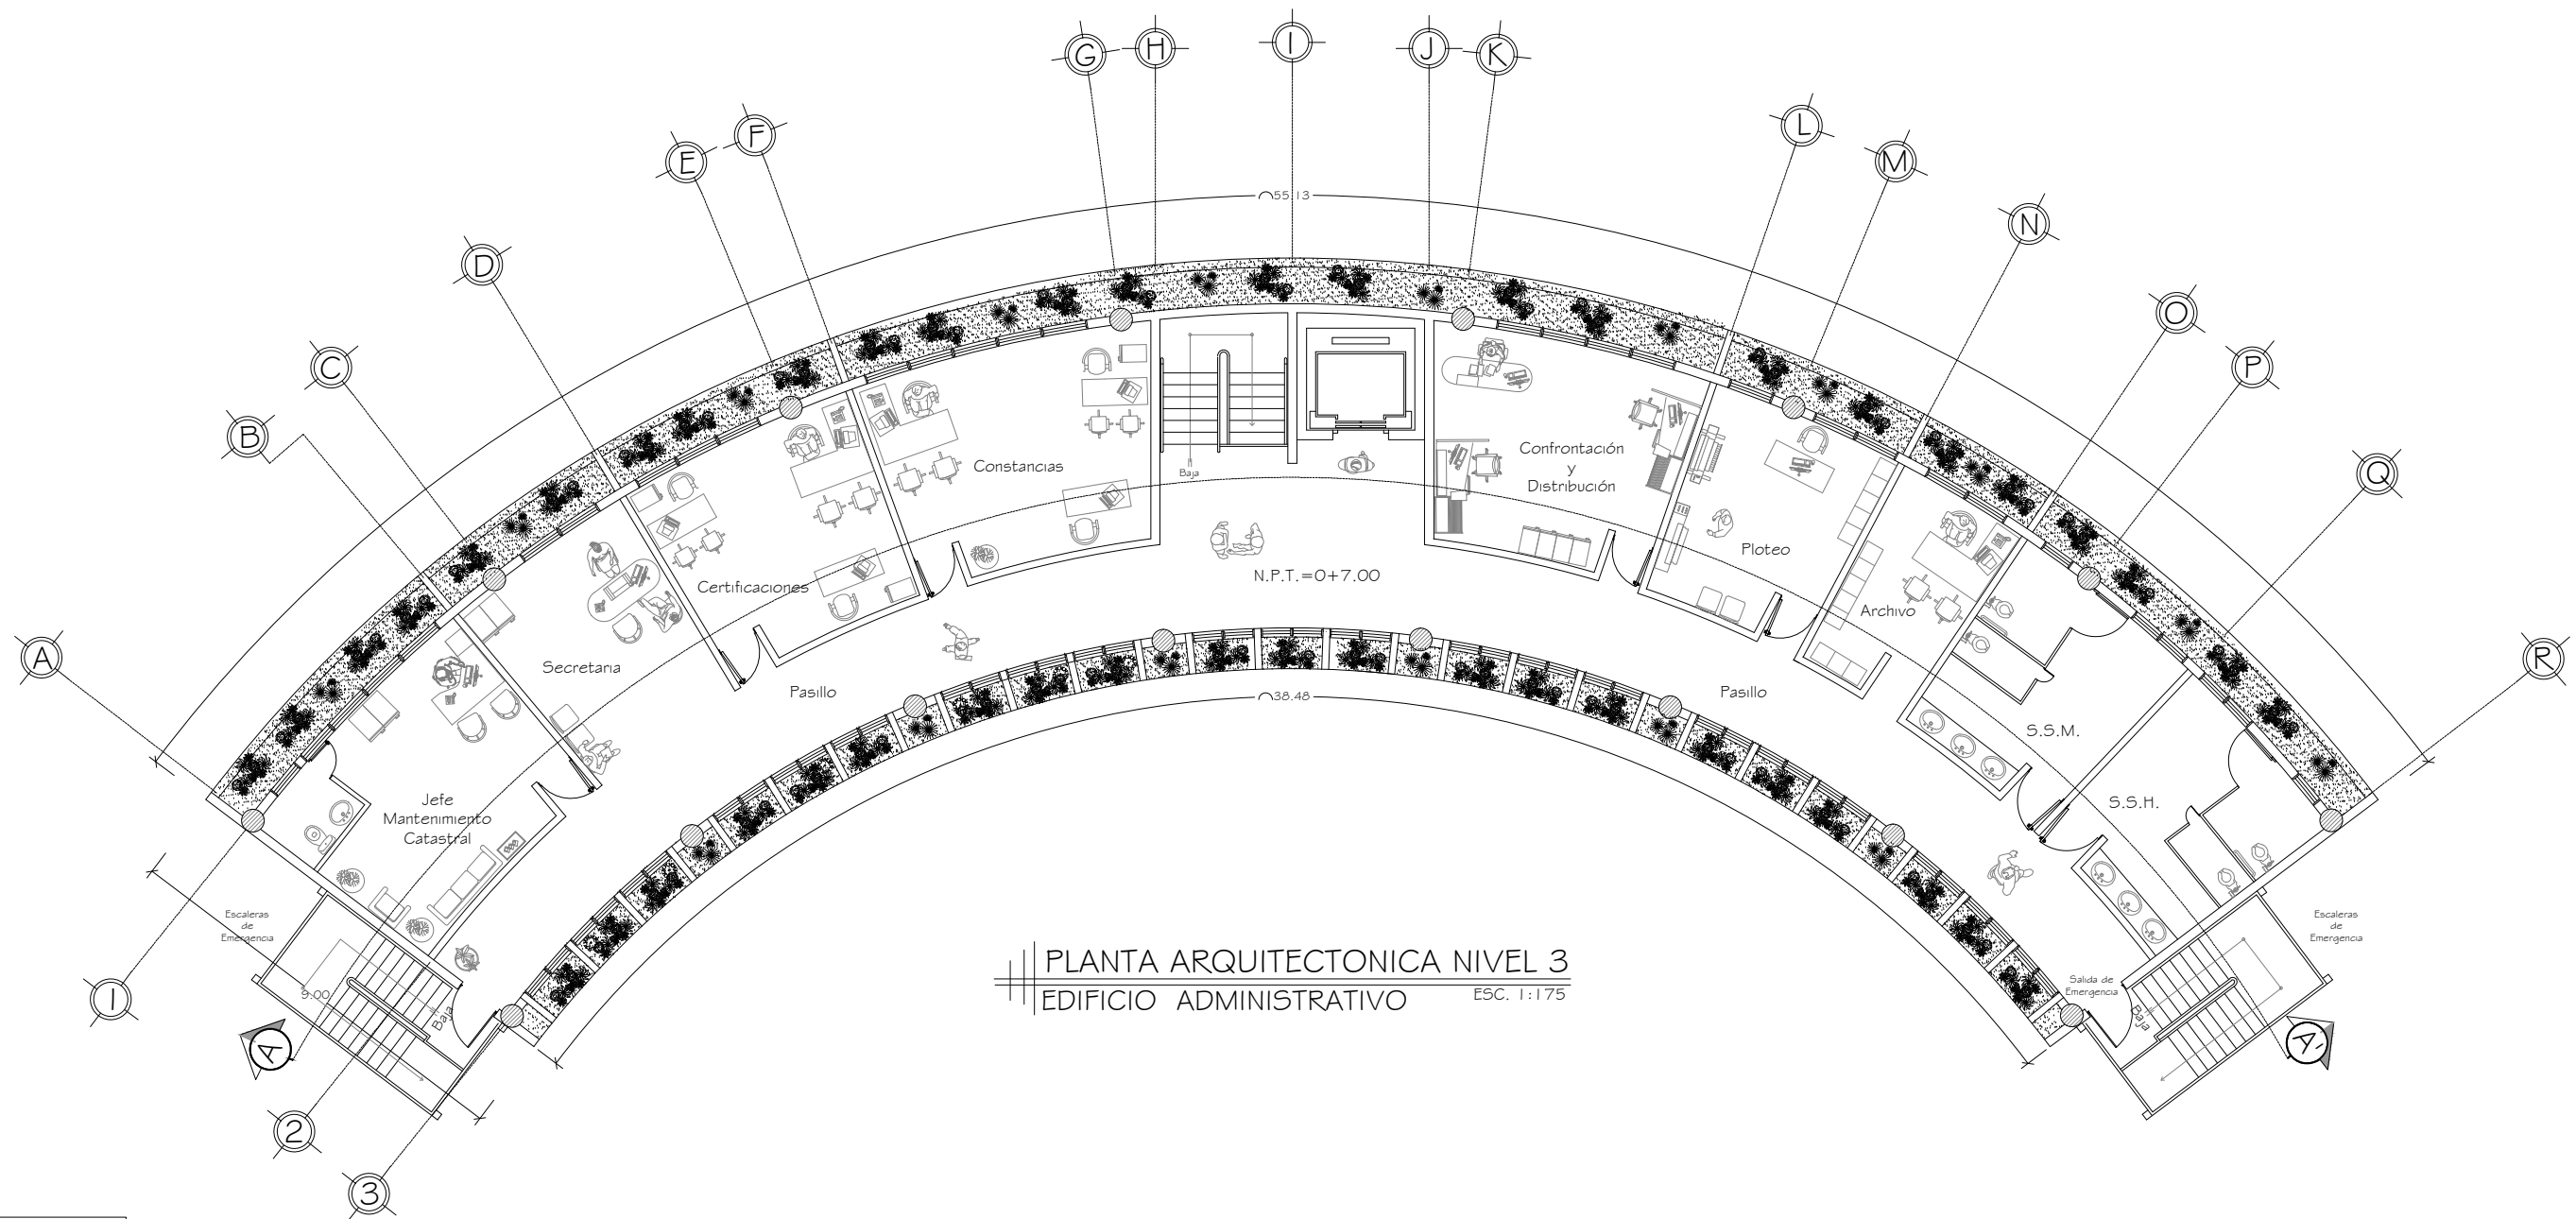 G H I J K
F
E
L
M
⌒55.13
N
D
O
C
P
B
Q
Confrontación
y
Distribución
Constancias
Baja
Ploteo
N.P.T.=0+7.00
Certificaciones
Archivo
A
R
Secretaria
Pasillo
Pasillo
⌒38.48
S.S.M.
Jefe
Mantenimiento
Catastral
S.S.H.
Escaleras
de
Emergencia
Escaleras
de
Emergencia
PLANTA ARQUITECTONICA NIVEL 3
EDIFICIO ADMINISTRATIVO
ESC. 1:175
Salida de
Emergencia
9.00
Baja
Baja
1
A
A'
2
3